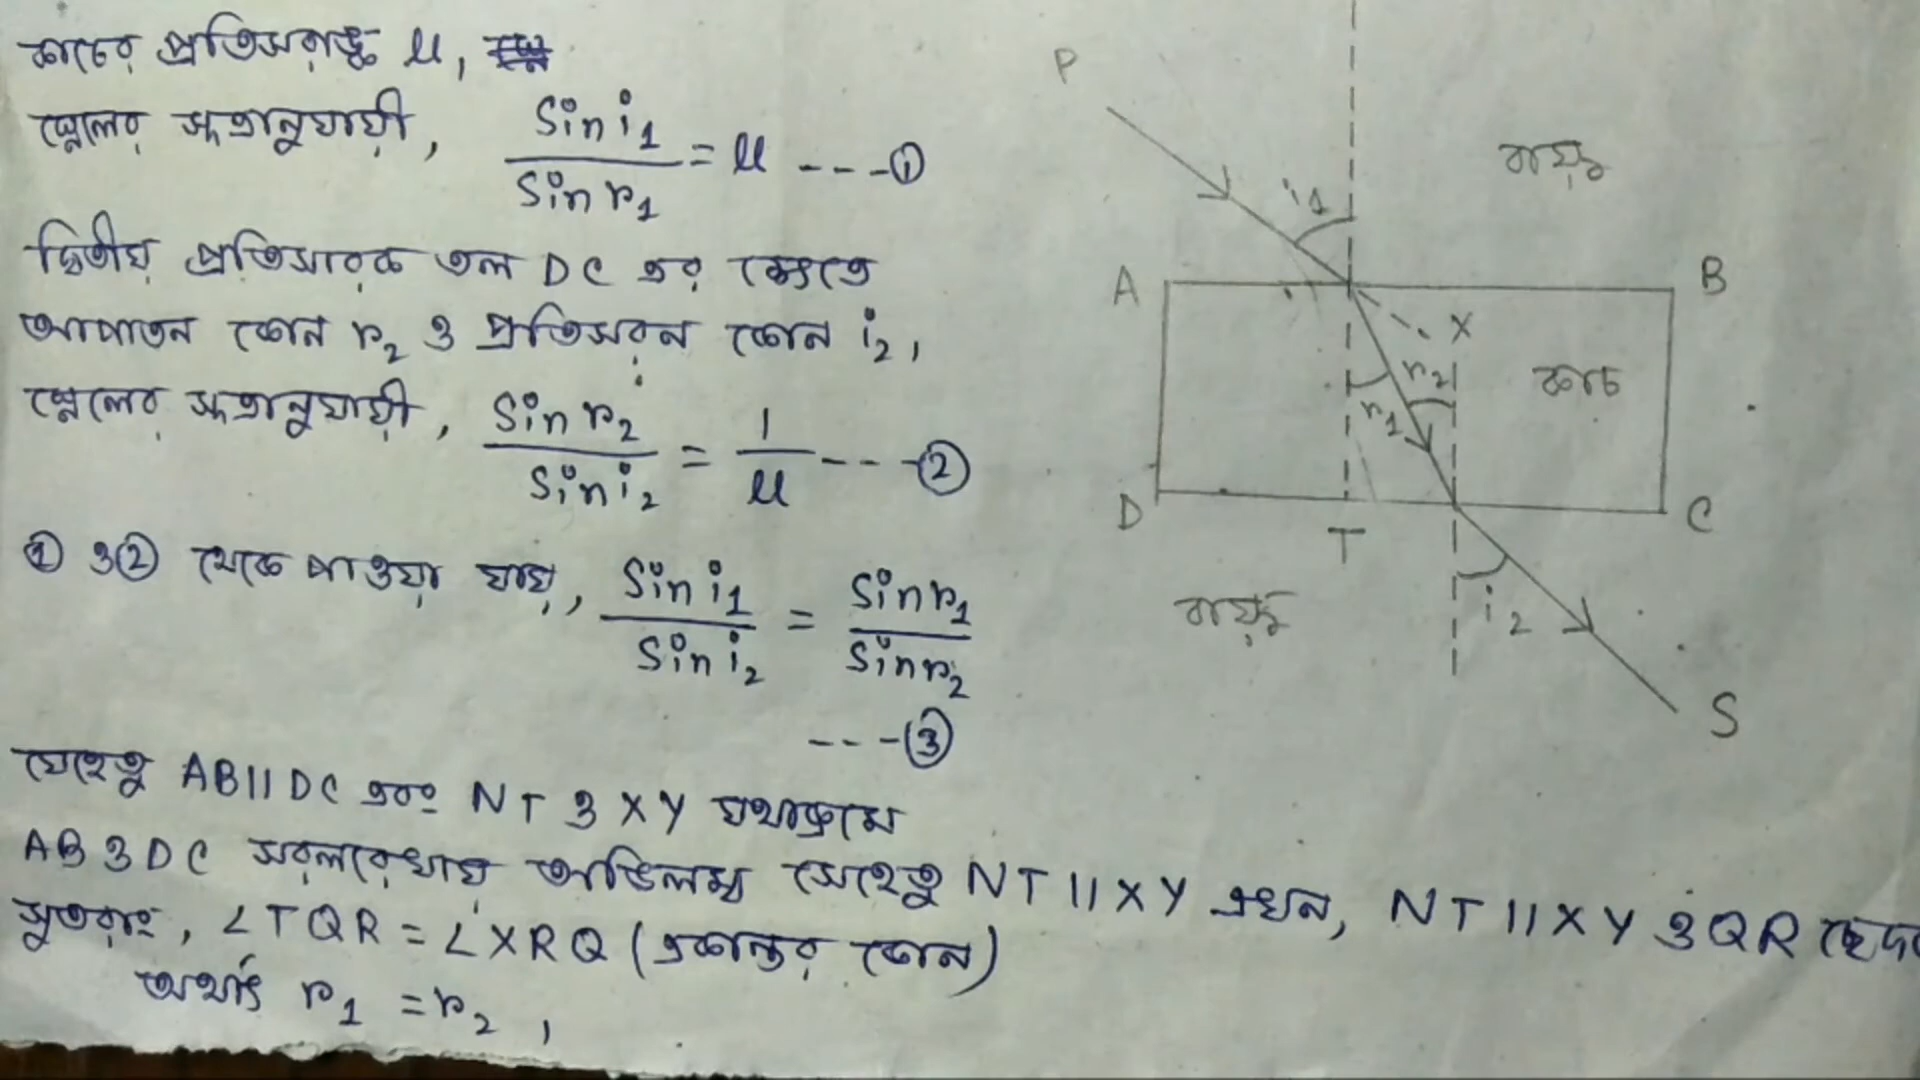 কাচের প্রতিসরাঙ্ক μ,
স্নেলের সূত্রানুযায়ী, Sin i₁ / Sin r₁ = μ ---①
দ্বিতীয় প্রতিসারক তল DC এর ক্ষেত্রে
আপাতন কোন r₂ ও প্রতিসরন কোন i₂,
স্নেলের সূত্রানুযায়ী, Sin r₂ / Sin i₂ = 1 / μ ---②
① ও ② থেকে পাওয়া যায়, Sin i₁ / Sin i₂ = Sin r₁ / Sin r₂
---③
যেহেতু AB||DC এবং NT ও XY যথাক্রমে
AB ও DC সরলরেখায় অভিলম্ব সেহেতু NT || XY এখন, NT || XY ও QR ছেদক
সুতরাং, ∠TQR = ∠XRQ (একান্তর কোন)
অর্থাৎ r₁ = r₂,
P
বায়ু
i₁
A
B
X
r₂
কাচ
r₁
D
T
C
বায়ু
i₂
S